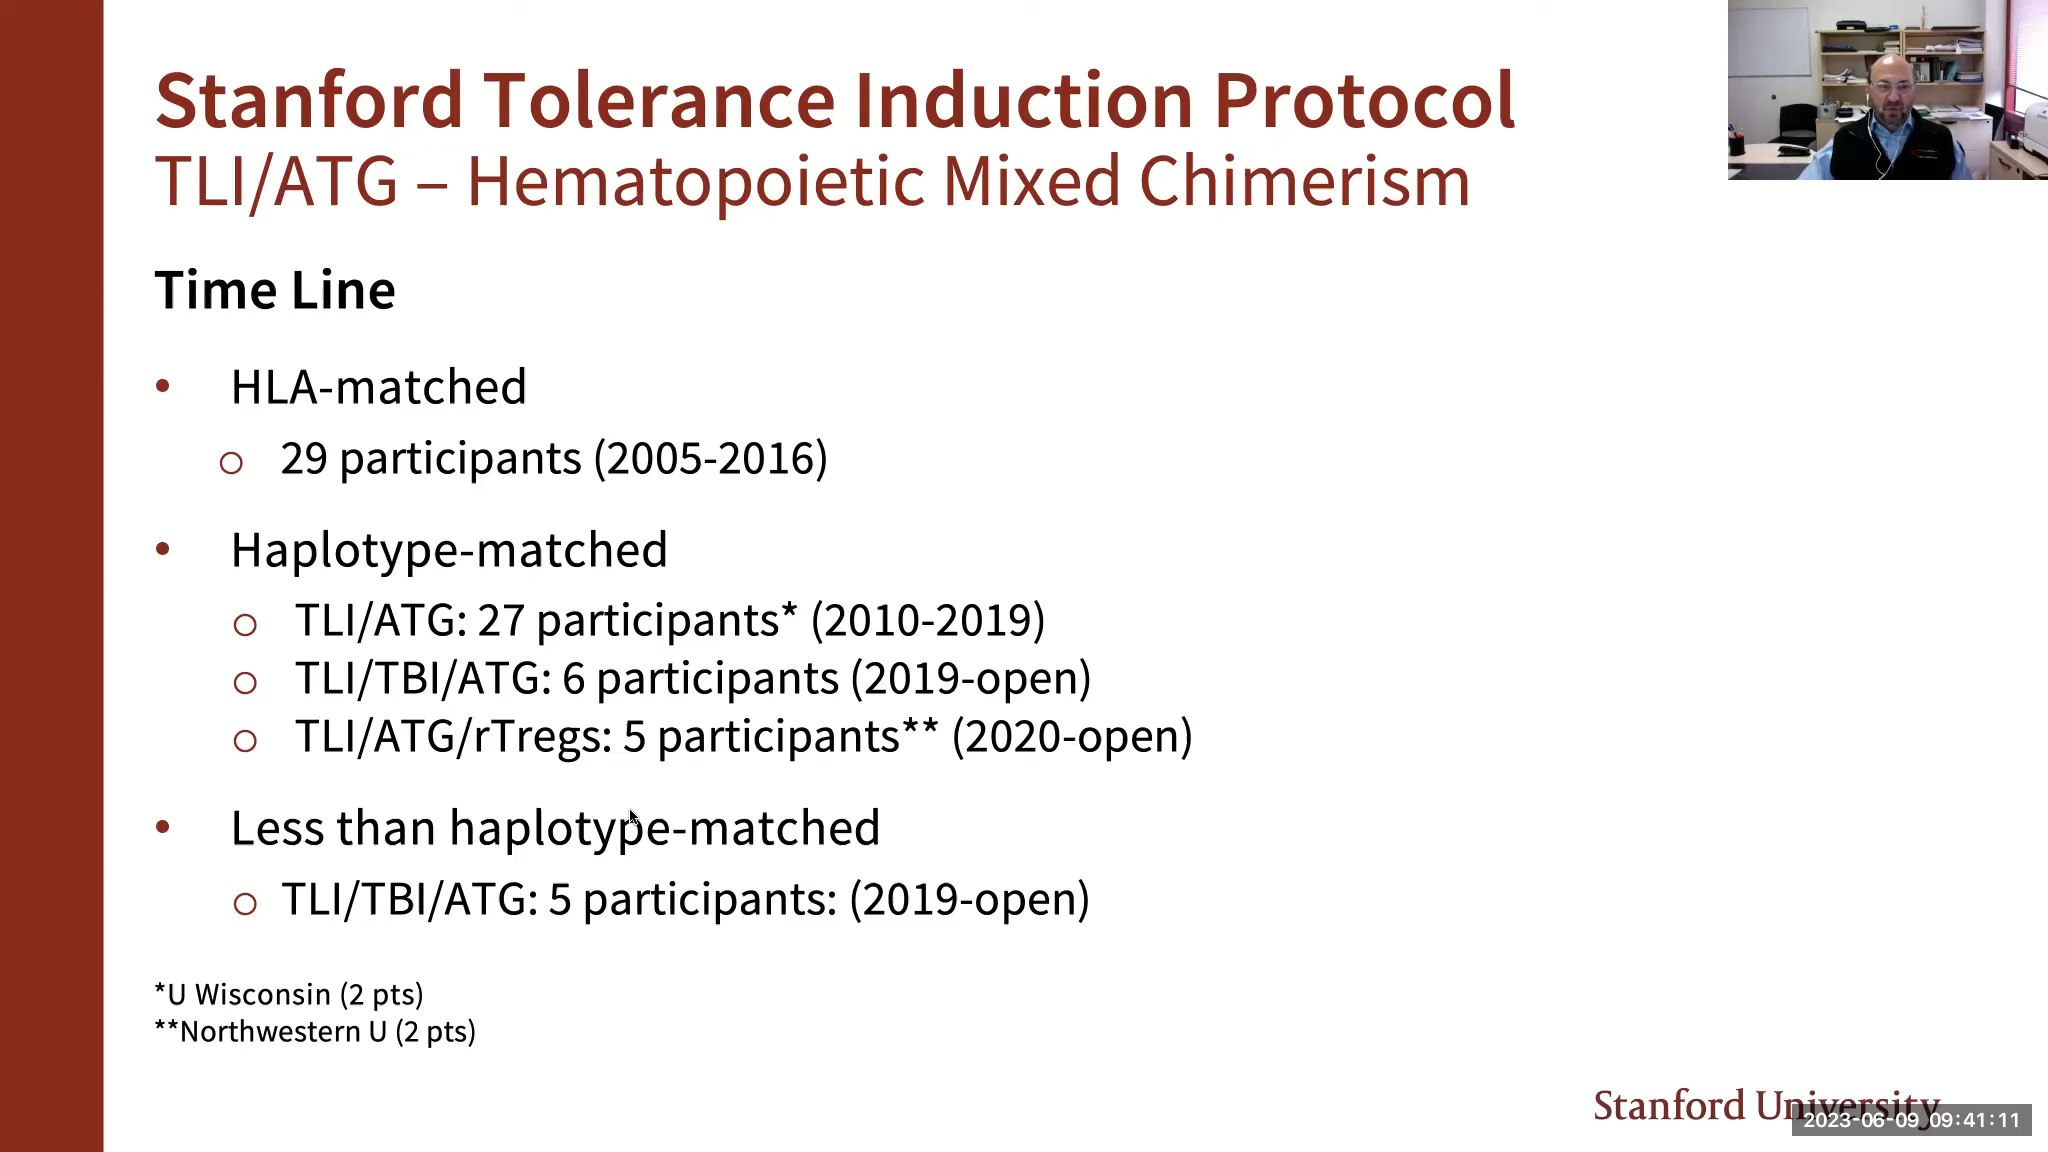 Stanford Tolerance Induction Protocol
TLI/ATG – Hematopoietic Mixed Chimerism
Time Line
• HLA-matched
o 29 participants (2005-2016)
• Haplotype-matched
o TLI/ATG: 27 participants* (2010-2019)
o TLI/TBI/ATG: 6 participants (2019-open)
o TLI/ATG/rTregs: 5 participants** (2020-open)
• Less than haplotype-matched
o TLI/TBI/ATG: 5 participants: (2019-open)
*U Wisconsin (2 pts)
**Northwestern U (2 pts)
Stanford University
2023-06-09 09:41:11